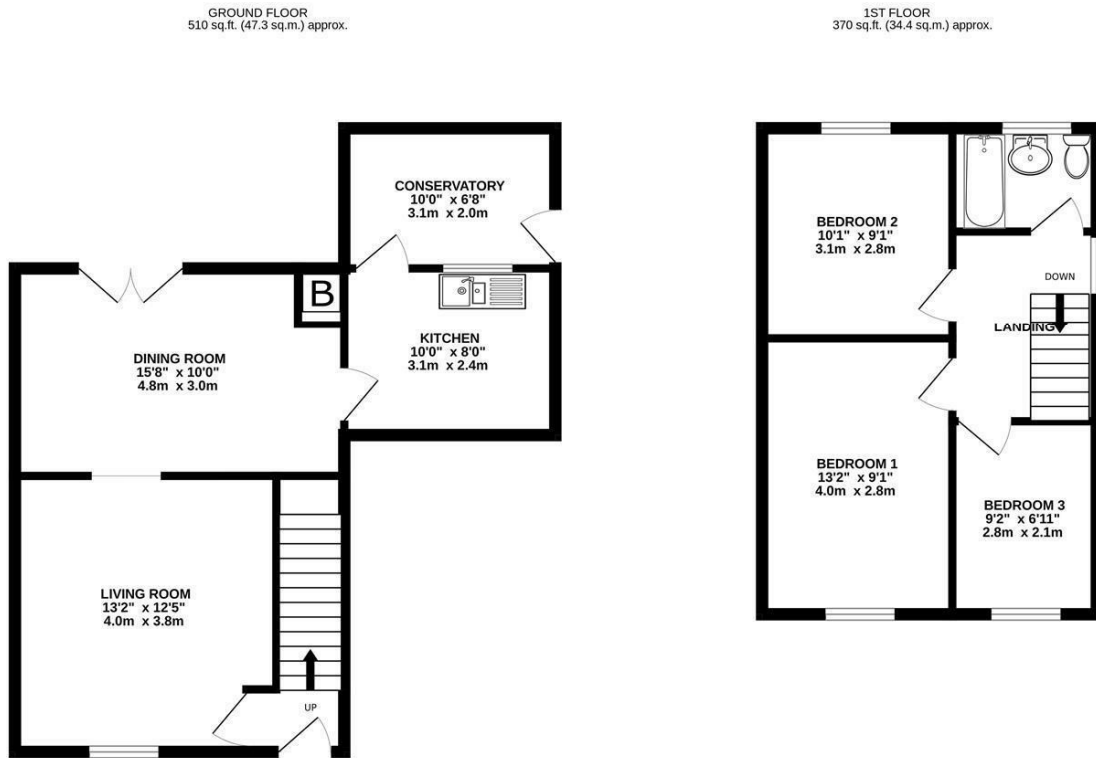 GROUND FLOOR
510 sq.ft. (47.3 sq.m.) approx.
CONSERVATORY
10'0" x 6'8"
3.1m x 2.0m
B
KITCHEN
10'0" x 8'0"
3.1m x 2.4m
DINING ROOM
15'8" x 10'0"
4.8m x 3.0m
LIVING ROOM
13'2" x 12'5"
4.0m x 3.8m
UP
1ST FLOOR
370 sq.ft. (34.4 sq.m.) approx.
BEDROOM 2
10'1" x 9'1"
3.1m x 2.8m
DOWN
LANDING
BEDROOM 1
13'2" x 9'1"
4.0m x 2.8m
BEDROOM 3
9'2" x 6'11"
2.8m x 2.1m